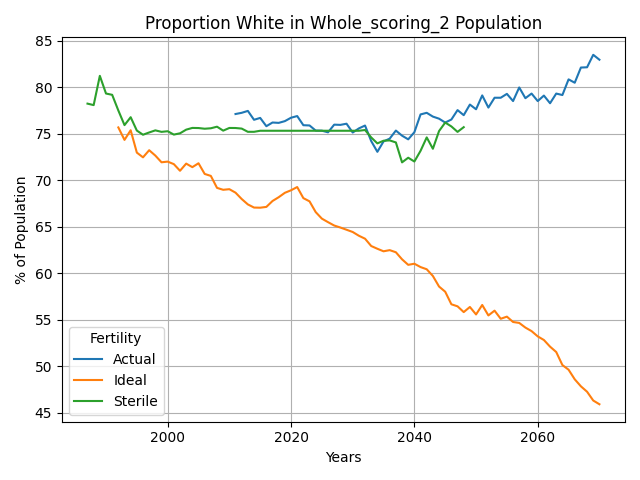 Proportion White in Whole_scoring_2 Population
% of Population
85
80
75
70
65
60
55
50
45
Fertility
Actual
Ideal
Sterile
2000 2020 2040 2060
Years